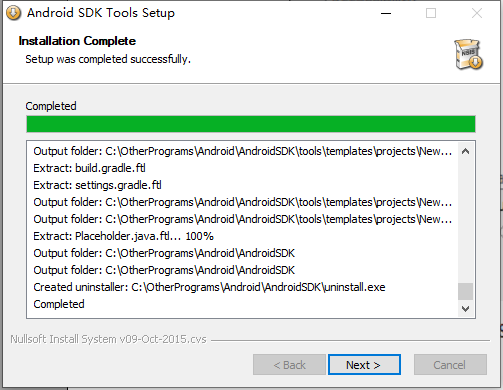 Android SDK Tools Setup
Installation Complete
Setup was completed successfully.
Completed
Output folder: C:\OtherPrograms\Android\AndroidSDK\tools\templates\projects\New...
Extract: build.gradle.ftl
Extract: settings.gradle.ftl
Output folder: C:\OtherPrograms\Android\AndroidSDK\tools\templates\projects\New...
Output folder: C:\OtherPrograms\Android\AndroidSDK\tools\templates\projects\New...
Extract: Placeholder.java.ftl... 100%
Output folder: C:\OtherPrograms\Android\AndroidSDK
Output folder: C:\OtherPrograms\Android\AndroidSDK
Created uninstaller: C:\OtherPrograms\Android\AndroidSDK\uninstall.exe
Completed
Nullsoft Install System v09-Oct-2015.cvs
< Back Next > Cancel